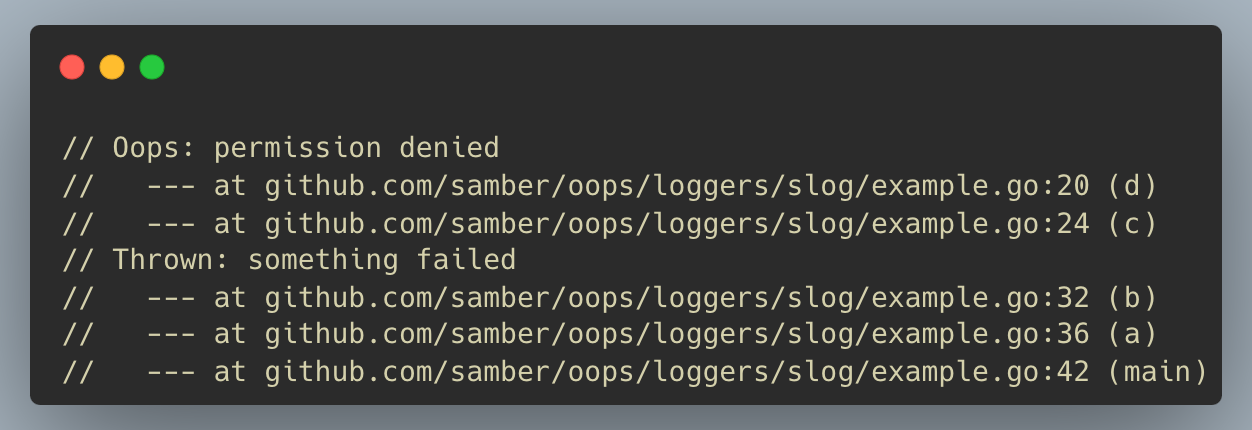 // Oops: permission denied
//   --- at github.com/samber/oops/loggers/slog/example.go:20 (d)
//   --- at github.com/samber/oops/loggers/slog/example.go:24 (c)
// Thrown: something failed
//   --- at github.com/samber/oops/loggers/slog/example.go:32 (b)
//   --- at github.com/samber/oops/loggers/slog/example.go:36 (a)
//   --- at github.com/samber/oops/loggers/slog/example.go:42 (main)